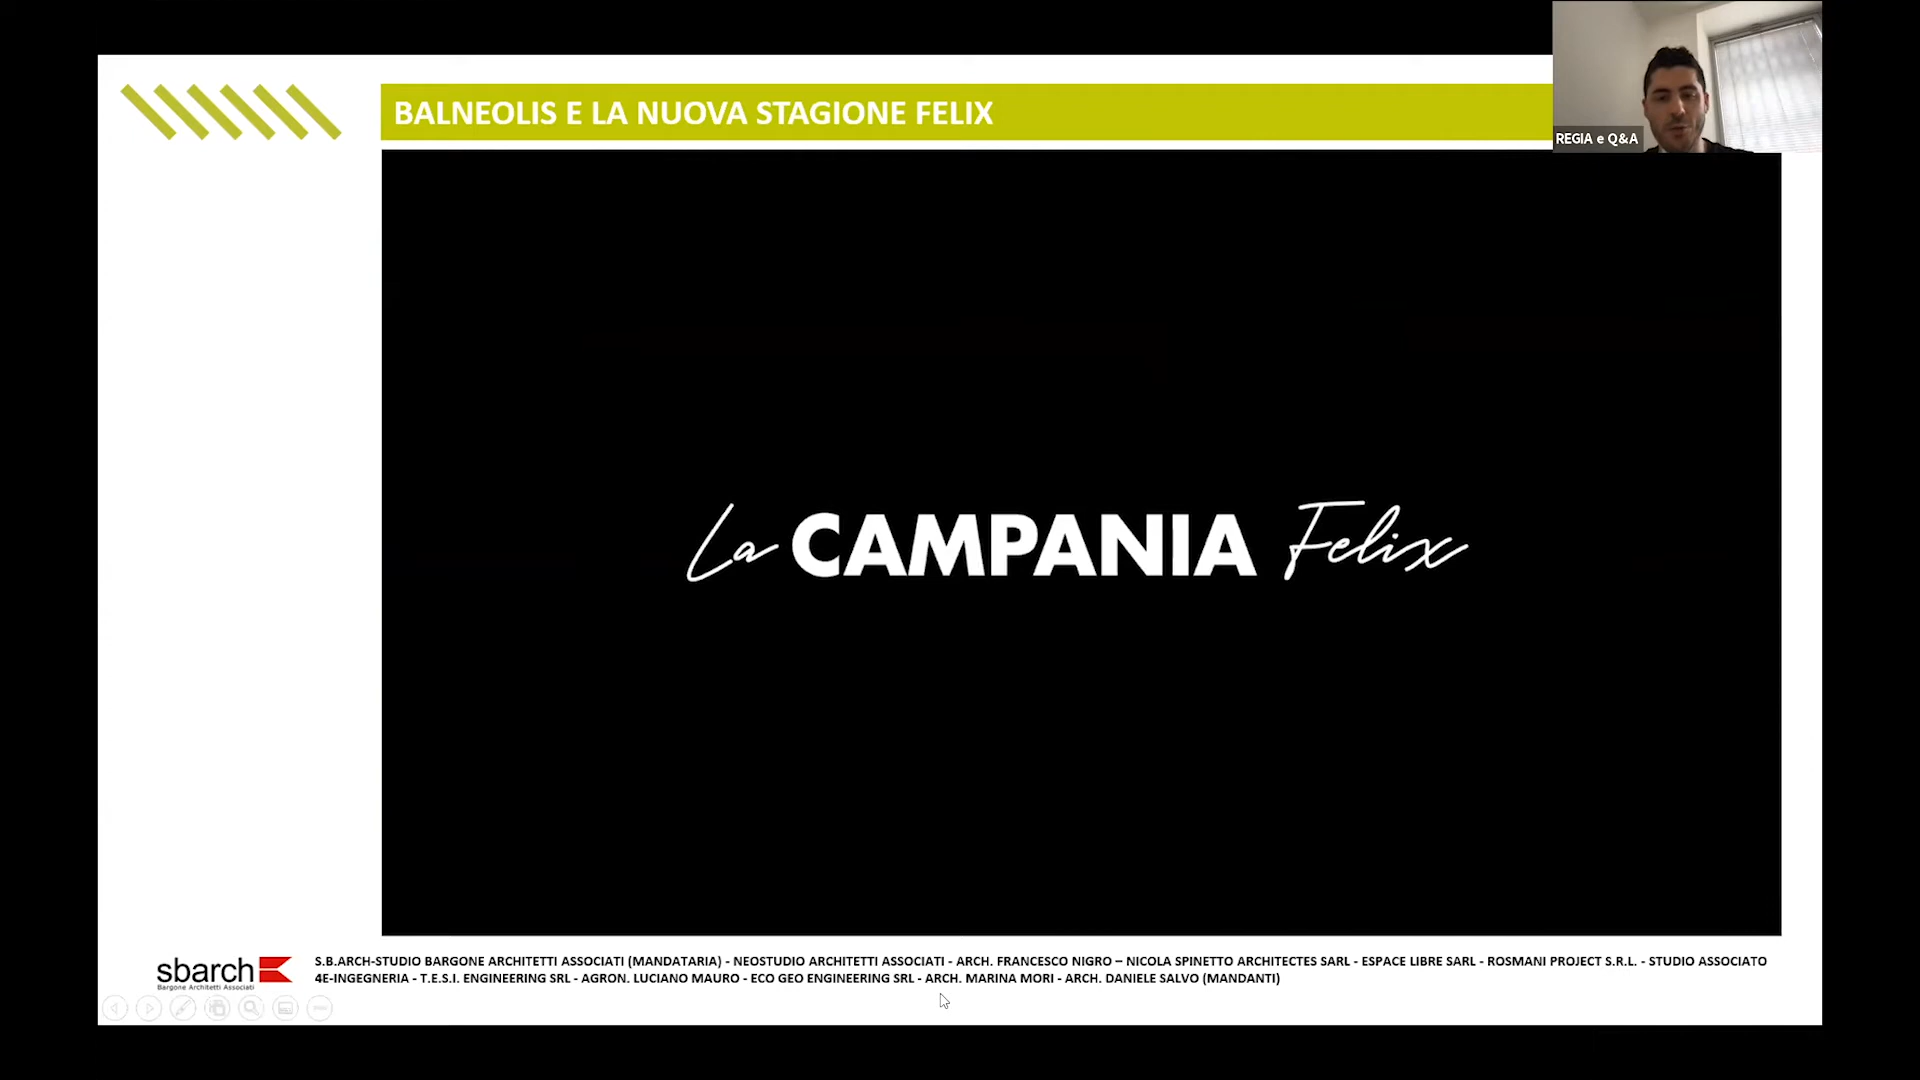 BALNEOLIS E LA NUOVA STAGIONE FELIX
REGIA e Q&A
La CAMPANIA Felix
sbarch
Bargone Architetti Associati
S.B.ARCH-STUDIO BARGONE ARCHITETTI ASSOCIATI (MANDATARIA) - NEOSTUDIO ARCHITETTI ASSOCIATI - ARCH. FRANCESCO NIGRO – NICOLA SPINETTO ARCHITECTES SARL - ESPACE LIBRE SARL - ROSMANI PROJECT S.R.L. - STUDIO ASSOCIATO
4E-INGEGNERIA - T.E.S.I. ENGINEERING SRL - AGRON. LUCIANO MAURO - ECO GEO ENGINEERING SRL - ARCH. MARINA MORI - ARCH. DANIELE SALVO (MANDANTI)